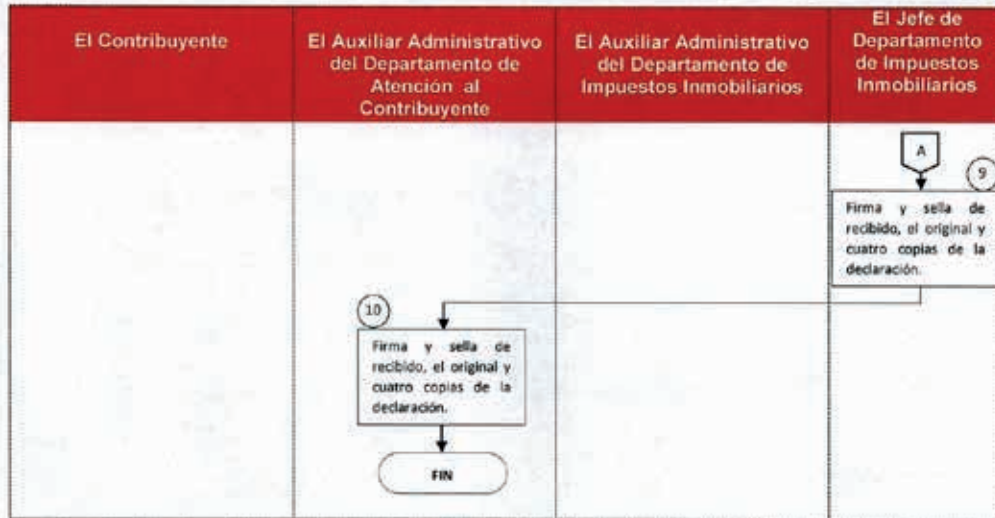 El Contribuyente
El Auxiliar Administrativo
del Departamento de
Atención al
Contribuyente
El Auxiliar Administrativo
del Departamento de
Impuestos Inmobiliarios
El Jefe de
Departamento
de Impuestos
Inmobiliarios
A
9
Firma y sella de
recibido, el original y
cuatro copias de la
declaración.
10
Firma y sella de
recibido, el original y
cuatro copias de la
declaración.
FIN